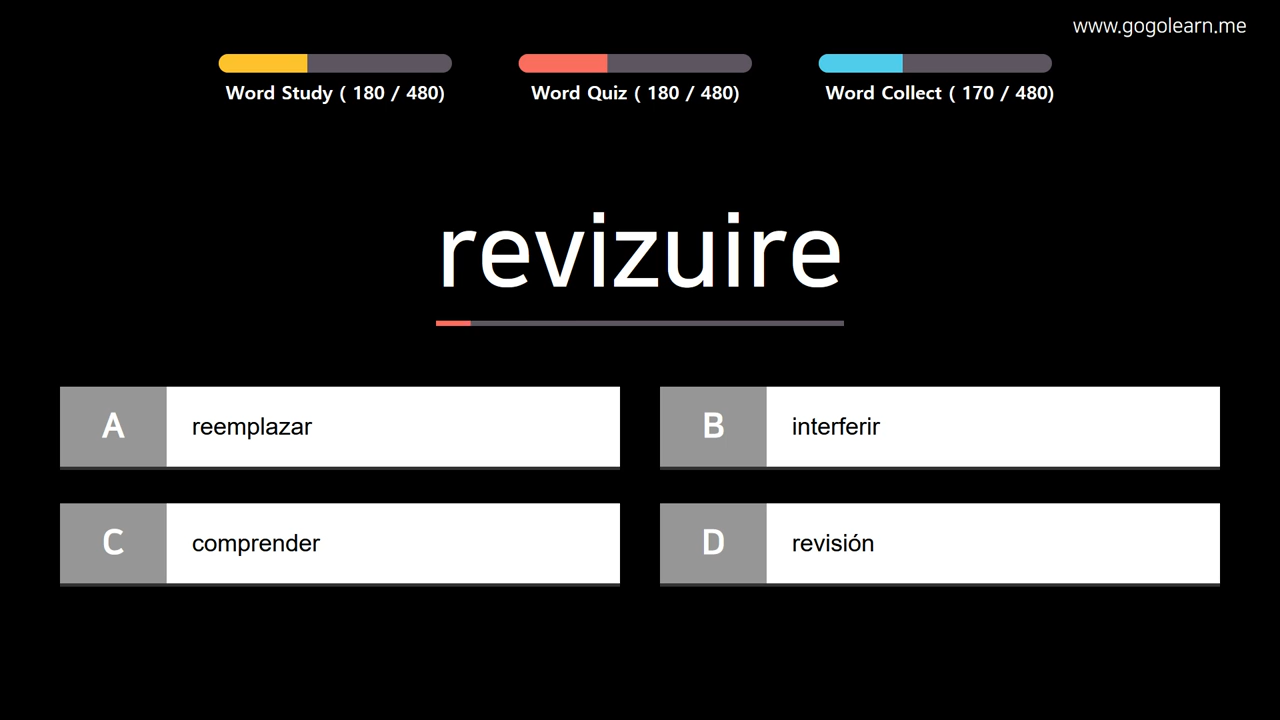 www.gogolearn.me
Word Study ( 180 / 480)
Word Quiz ( 180 / 480)
Word Collect ( 170 / 480)
revizuire
A
reemplazar
B
interferir
C
comprender
D
revisión